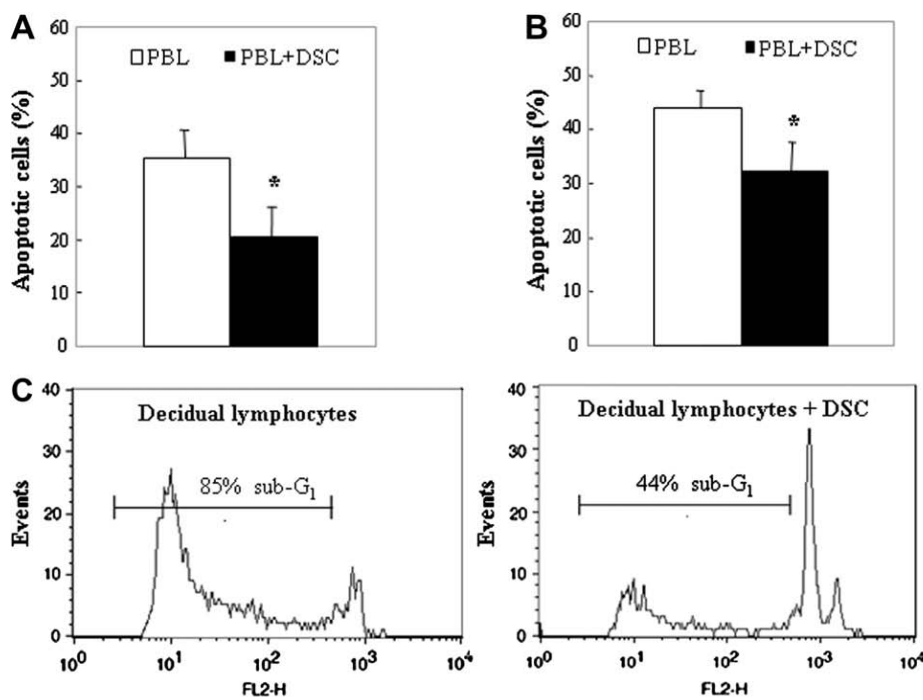 A
60
50
40
30
20
10
0
Apoptotic cells (%)
PBL PBL+DSC
*
B
60
50
40
30
20
10
0
Apoptotic cells (%)
PBL PBL+DSC
*
C
40
30
20
10
0
Events
Decidual lymphocytes
85% sub-G1
10^0 10^1 10^2 10^3 10^4
FL2-H
40
30
20
10
0
Events
Decidual lymphocytes + DSC
44% sub-G1
10^0 10^1 10^2 10^3 10^4
FL2-H